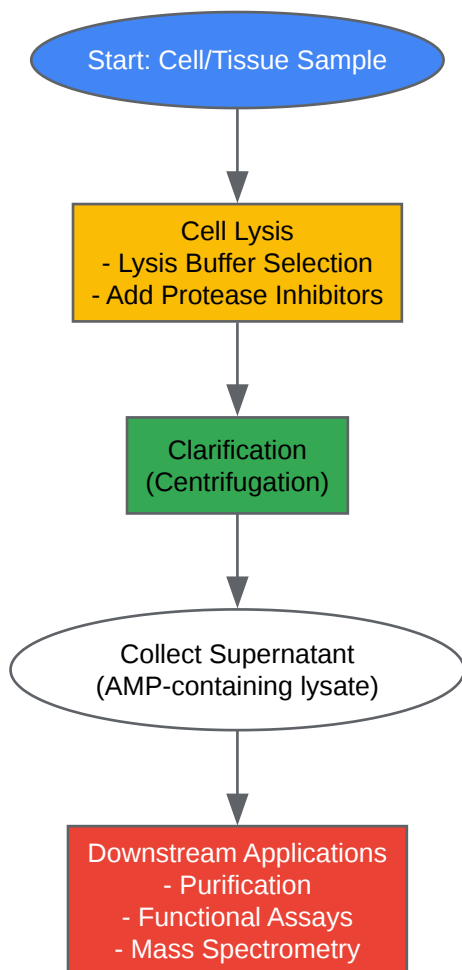 Start: Cell/Tissue Sample
Cell Lysis
- Lysis Buffer Selection
- Add Protease Inhibitors
Clarification
(Centrifugation)
Collect Supernatant
(AMP-containing lysate)
Downstream Applications
- Purification
- Functional Assays
- Mass Spectrometry